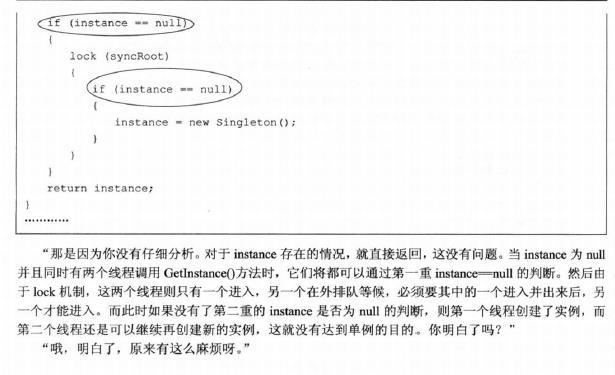 if (instance == null)
{
lock (syncRoot)
{
if (instance == null)
{
instance = new Singleton();
}
}
}
return instance;
}
…………
“那是因为你没有仔细分析。对于 instance 存在的情况，就直接返回，这没有问题。当 instance 为 null
并且同时有两个线程调用 GetInstance()方法时，它们将都可以通过第一重 instance==null 的判断。然后由
于 lock 机制，这两个线程则只有一个进入，另一个在外排队等候，必须要其中的一个进入并出来后，另
一个才能进入。而此时如果没有了第二重的 instance 是否为 null 的判断，则第一个线程创建了实例，而
第二个线程还是可以继续再创建新的实例，这就没有达到单例的目的。你明白了吗？”
“哦，明白了，原来有这么麻烦呀。”